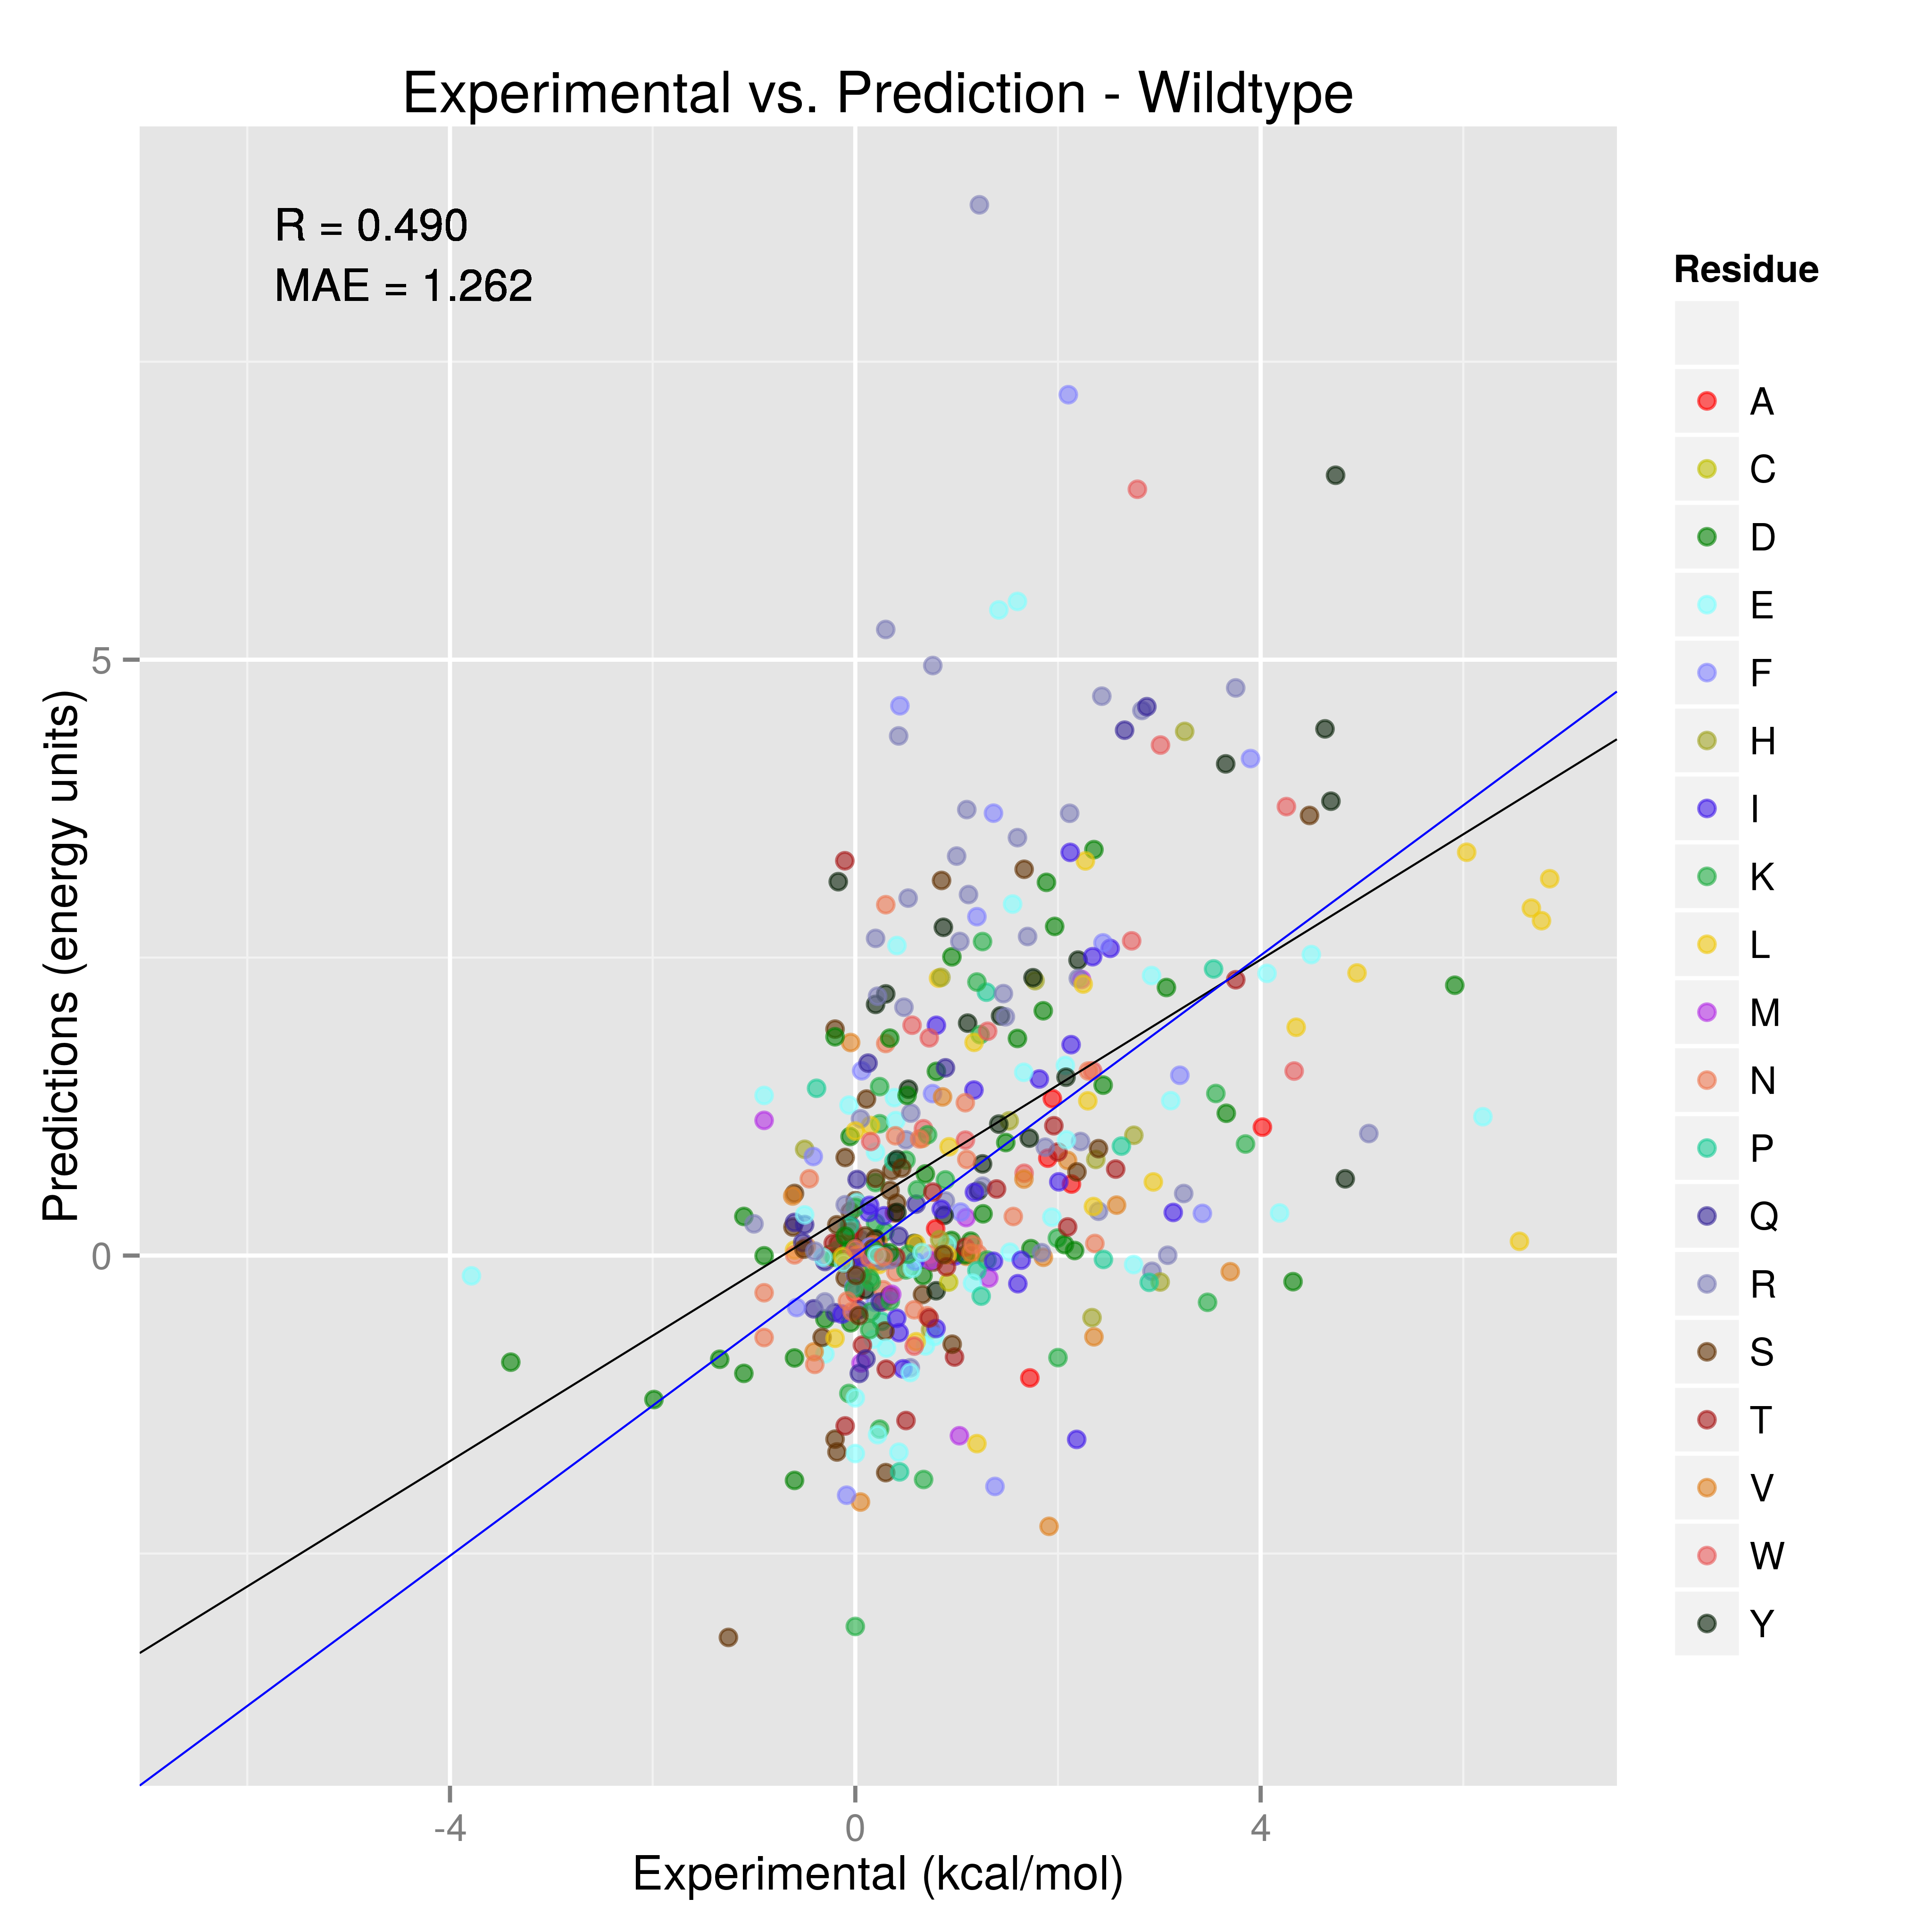 Experimental vs. Prediction - Wildtype
R = 0.490
MAE = 1.262
Residue
A
C
D
E
F
H
I
K
L
M
N
P
Q
R
S
T
V
W
Y
5
0
Predictions (energy units)
-4
0
4
Experimental (kcal/mol)